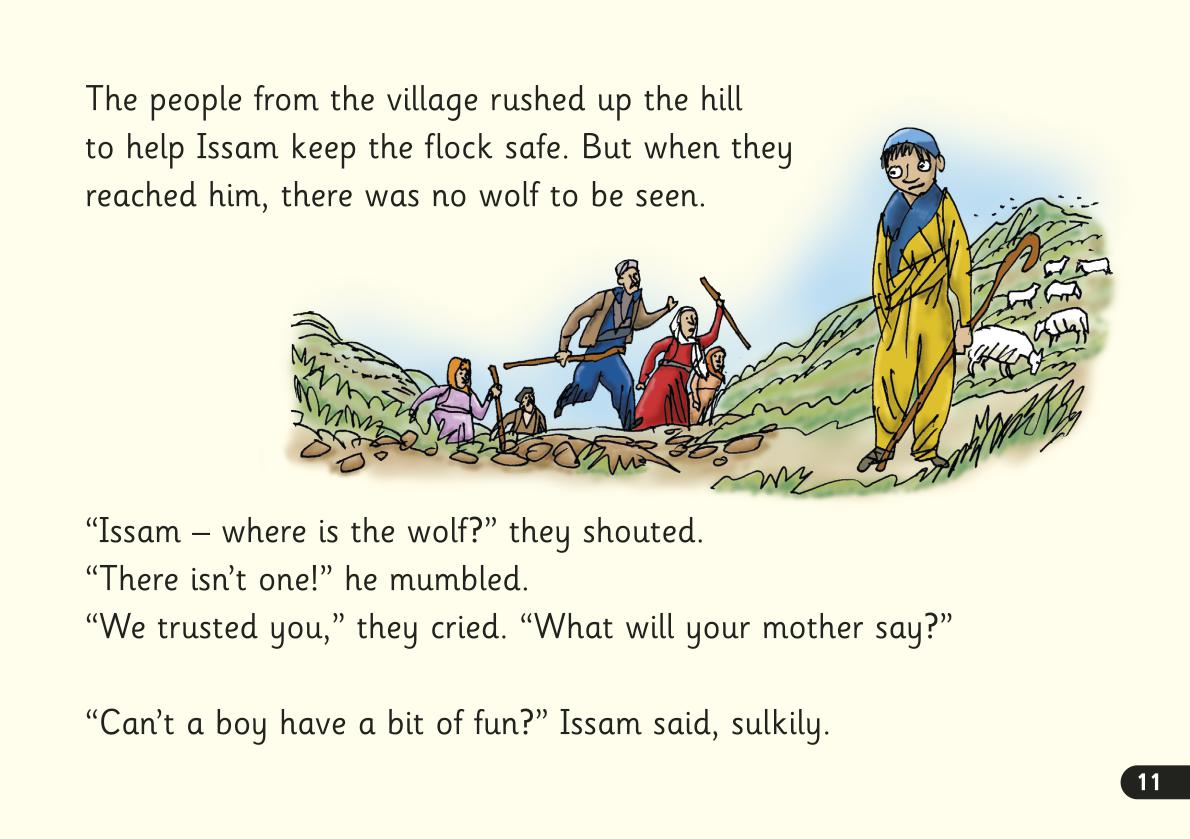 The people from the village rushed up the hill
to help Issam keep the flock safe. But when they
reached him, there was no wolf to be seen.
“Issam – where is the wolf?” they shouted.
“There isn’t one!” he mumbled.
“We trusted you,” they cried. “What will your mother say?”
“Can’t a boy have a bit of fun?” Issam said, sulkily.
11